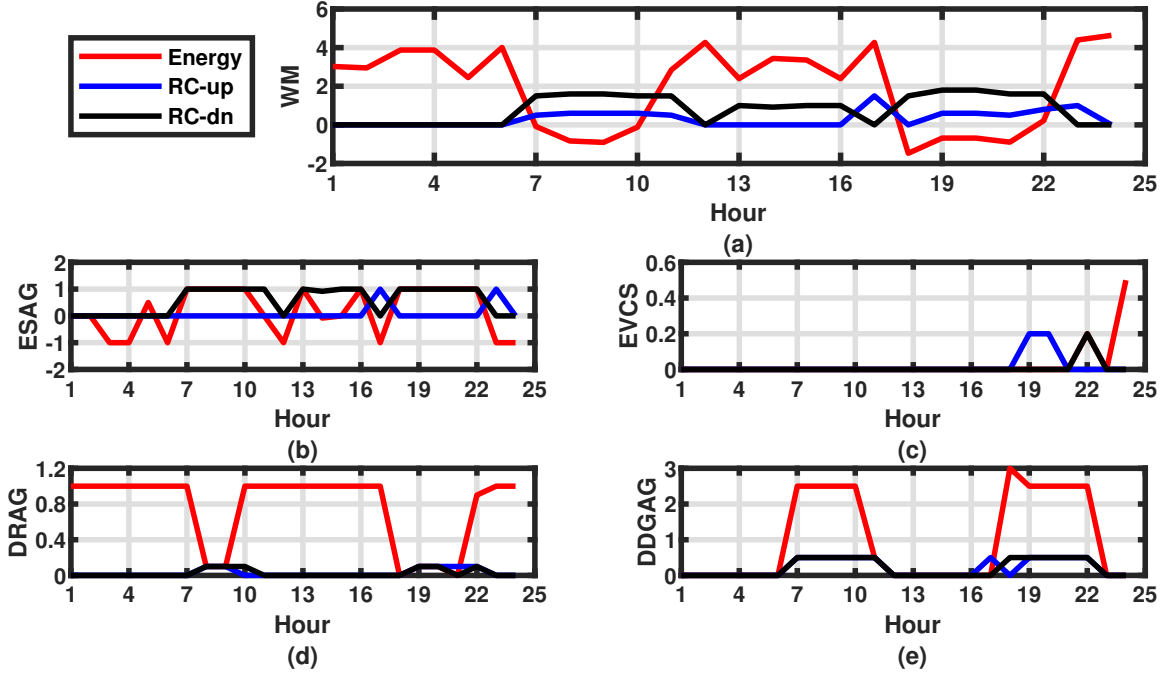 Energy
RC-up
RC-dn
WM
6
4
2
0
-2
1 4 7 10 13 16 19 22 25
Hour
(a)
ESAG
2
1
0
-1
-2
1 4 7 10 13 16 19 22 25
Hour
(b)
EVCS
0.6
0.4
0.2
0
1 4 7 10 13 16 19 22 25
Hour
(c)
DRAG
1.2
0.8
0.4
0
1 4 7 10 13 16 19 22 25
Hour
(d)
DDGAG
3
2
1
0
1 4 7 10 13 16 19 22 25
Hour
(e)